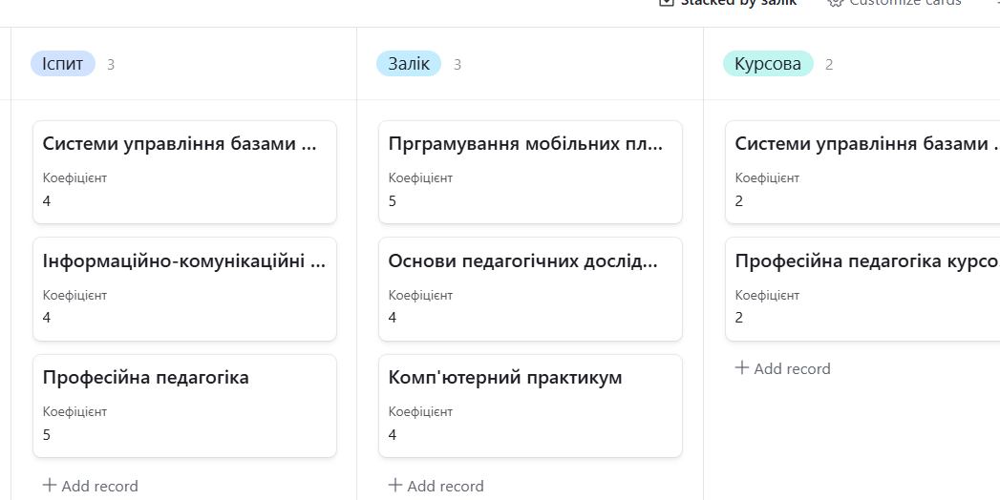 Stacked by залік
Customize cards
Іспит 3
Системи управління базами ...
Коефіцієнт
4
Інформаційно-комунікаційні ...
Коефіцієнт
4
Професійна педагогіка
Коефіцієнт
5
+ Add record
Залік 3
Прграмування мобільних пл...
Коефіцієнт
5
Основи педагогічних дослід...
Коефіцієнт
4
Комп'ютерний практикум
Коефіцієнт
4
+ Add record
Курсова 2
Системи управління базами .
Коефіцієнт
2
Професійна педагогіка курсо
Коефіцієнт
2
+ Add record